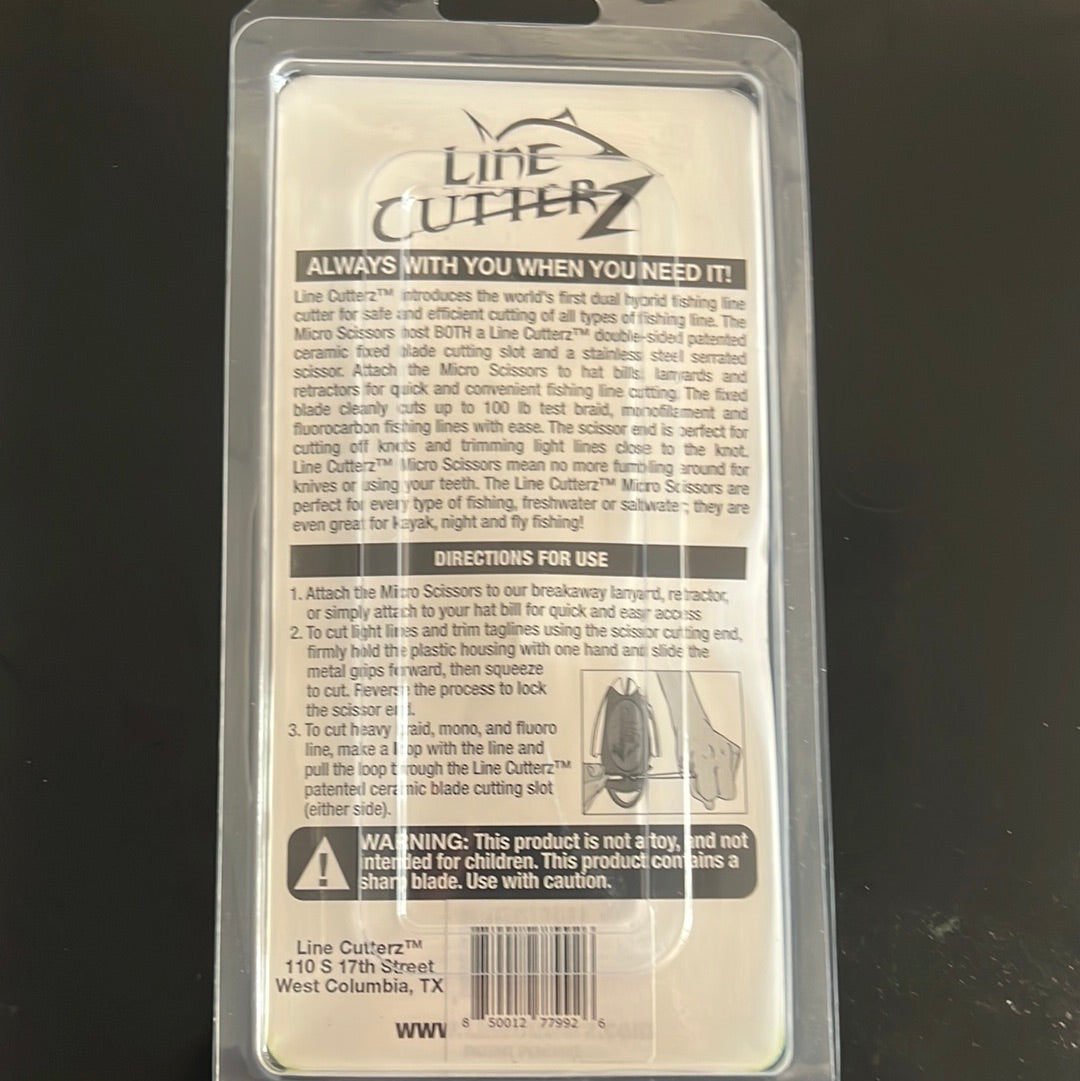 LINE
CUTTERZ
ALWAYS WITH YOU WHEN YOU NEED IT!
Line Cutterz™ introduces the world's first dual hybrid fishing line
cutter for safe and efficient cutting of all types of fishing line. The
Micro Scissors host BOTH a Line Cutterz™ double-sided patented
ceramic fixed blade cutting slot and a stainless steel serrated
scissor. Attach the Micro Scissors to hat bills, lanyards and
retractors for quick and convenient fishing line cutting. The fixed
blade cleanly cuts up to 100 lb test braid, monofilament and
fluorocarbon fishing lines with ease. The scissor end is perfect for
cutting off knots and trimming light lines close to the knot.
Line Cutterz™ Micro Scissors mean no more fumbling around for
knives or using your teeth. The Line Cutterz™ Micro Scissors are
perfect for every type of fishing, freshwater or saltwater; they are
even great for kayak, night and fly fishing!
DIRECTIONS FOR USE
1. Attach the Micro Scissors to our breakaway lanyard, retractor,
or simply attach to your hat bill for quick and easy access
2. To cut light lines and trim taglines using the scissor cutting end,
firmly hold the plastic housing with one hand and slide the
metal grips forward, then squeeze
to cut. Reverse the process to lock
the scissor end.
3. To cut heavy braid, mono, and fluoro
line, make a loop with the line and
pull the loop through the Line Cutterz™
patented ceramic blade cutting slot
(either side).
WARNING: This product is not a toy, and not
intended for children. This product contains a
sharp blade. Use with caution.
Line Cutterz™
110 S 17th Street
West Columbia, TX
WWW
8 50012 77992 6